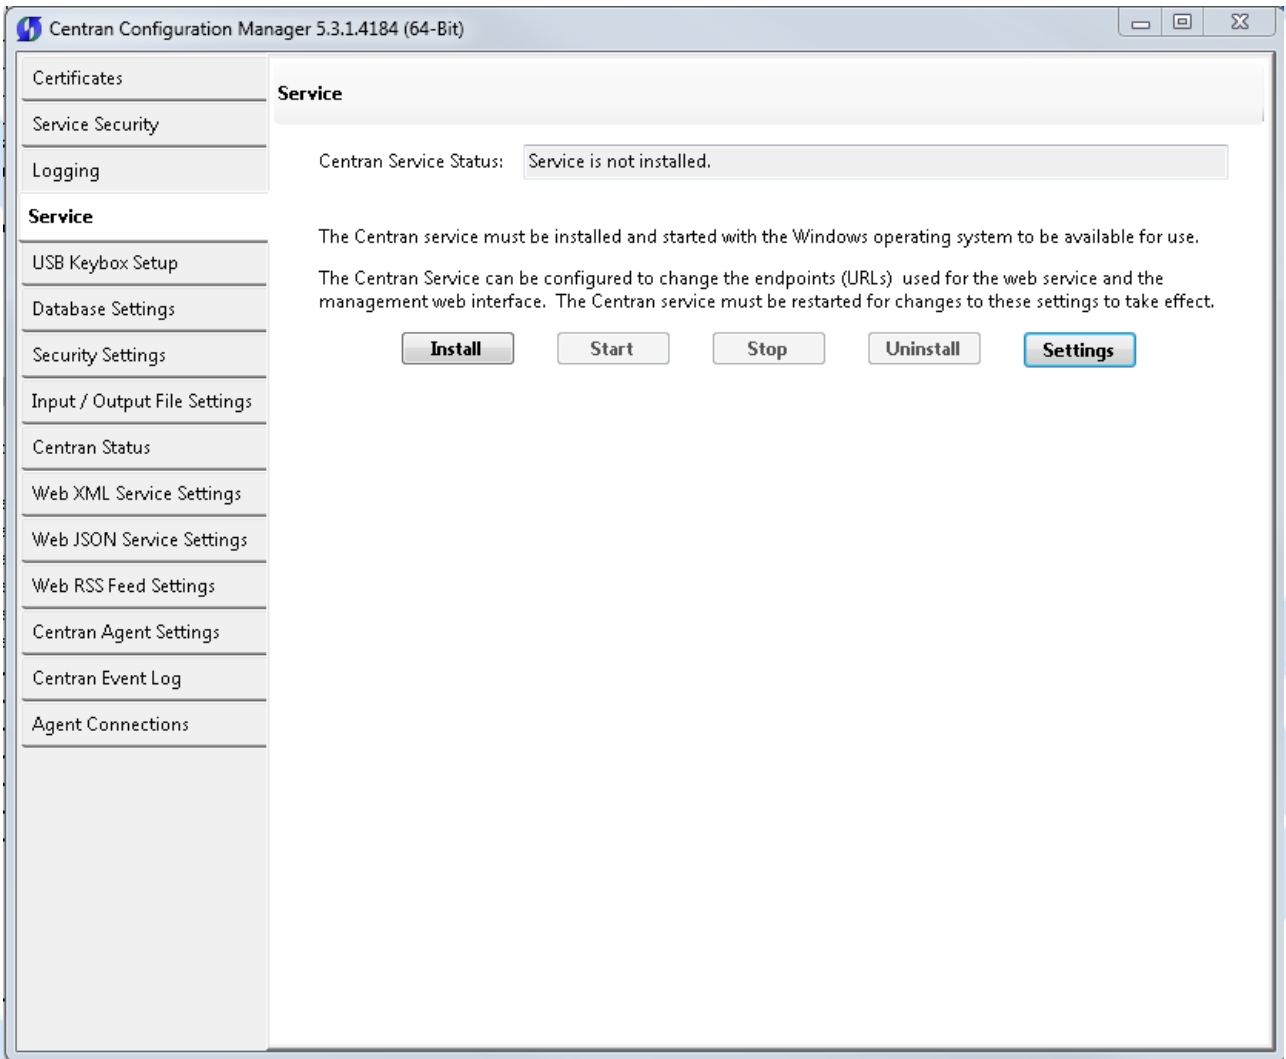 Centran Configuration Manager 5.3.1.4184 (64-Bit)
Certificates
Service Security
Logging
Service
USB Keybox Setup
Database Settings
Security Settings
Input / Output File Settings
Centran Status
Web XML Service Settings
Web JSON Service Settings
Web RSS Feed Settings
Centran Agent Settings
Centran Event Log
Agent Connections
Service
Centran Service Status: Service is not installed.
The Centran service must be installed and started with the Windows operating system to be available for use.
The Centran Service can be configured to change the endpoints (URLs)  used for the web service and the
management web interface.  The Centran service must be restarted for changes to these settings to take effect.
Install Start Stop Uninstall Settings